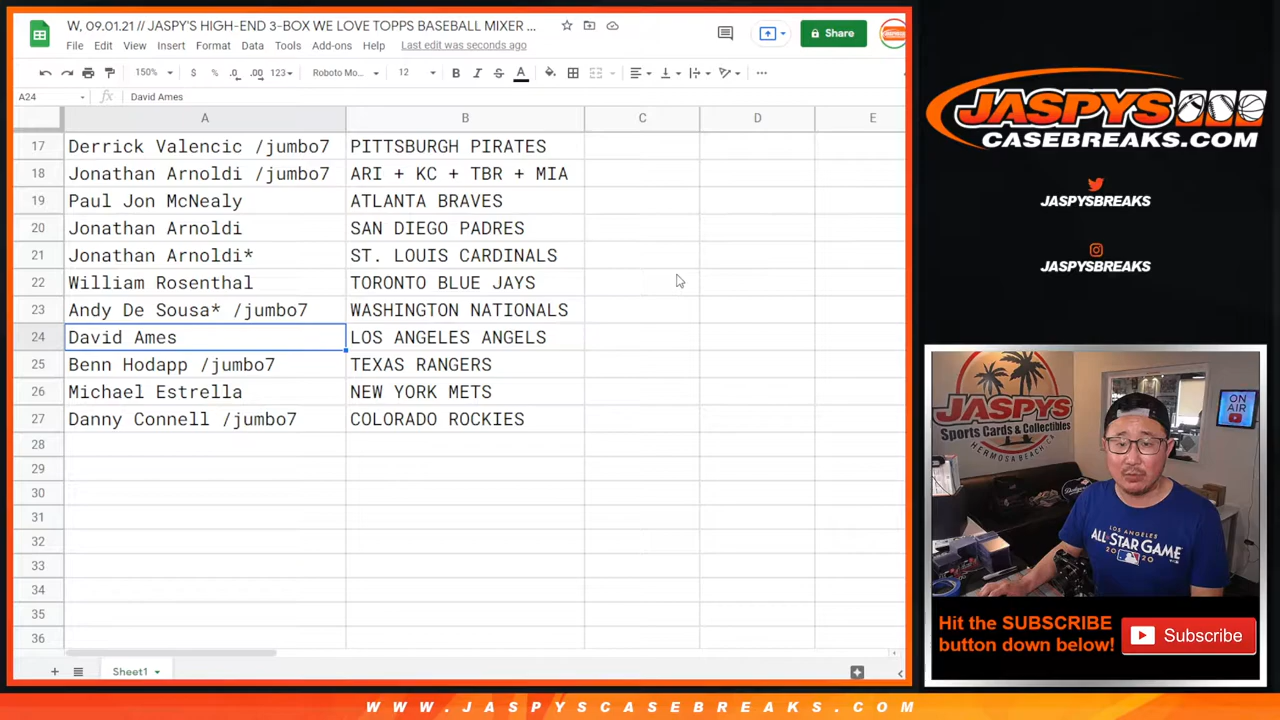 W, 09.01.21 // JASPY'S HIGH-END 3-BOX WE LOVE TOPPS BASEBALL MIXER ...
File Edit View Insert Format Data Tools Add-ons Help Last edit was seconds ago
Share
150% $ % .0 .00 123 Roboto Mo... 12 B I S A
A24 fx David Ames
A B C D E
17 Derrick Valencic /jumbo7 PITTSBURGH PIRATES
18 Jonathan Arnoldi /jumbo7 ARI + KC + TBR + MIA
19 Paul Jon McNealy ATLANTA BRAVES
20 Jonathan Arnoldi SAN DIEGO PADRES
21 Jonathan Arnoldi* ST. LOUIS CARDINALS
22 William Rosenthal TORONTO BLUE JAYS
23 Andy De Sousa* /jumbo7 WASHINGTON NATIONALS
24 David Ames LOS ANGELES ANGELS
25 Benn Hodapp /jumbo7 TEXAS RANGERS
26 Michael Estrella NEW YORK METS
27 Danny Connell /jumbo7 COLORADO ROCKIES
28
29
30
31
32
33
34
35
36
Sheet1
JASPYS
CASEBREAKS.COM
JASPYSBREAKS
JASPYSBREAKS
JASPYS
Sports Cards & Collectibles
HERMOSA BEACH, CA
ON AIR
Dodgers
LOS ANGELES
ALL STAR GAME
2020
Hit the SUBSCRIBE
button down below!
Subscribe
WWW.JASPYSCASEBREAKS.COM